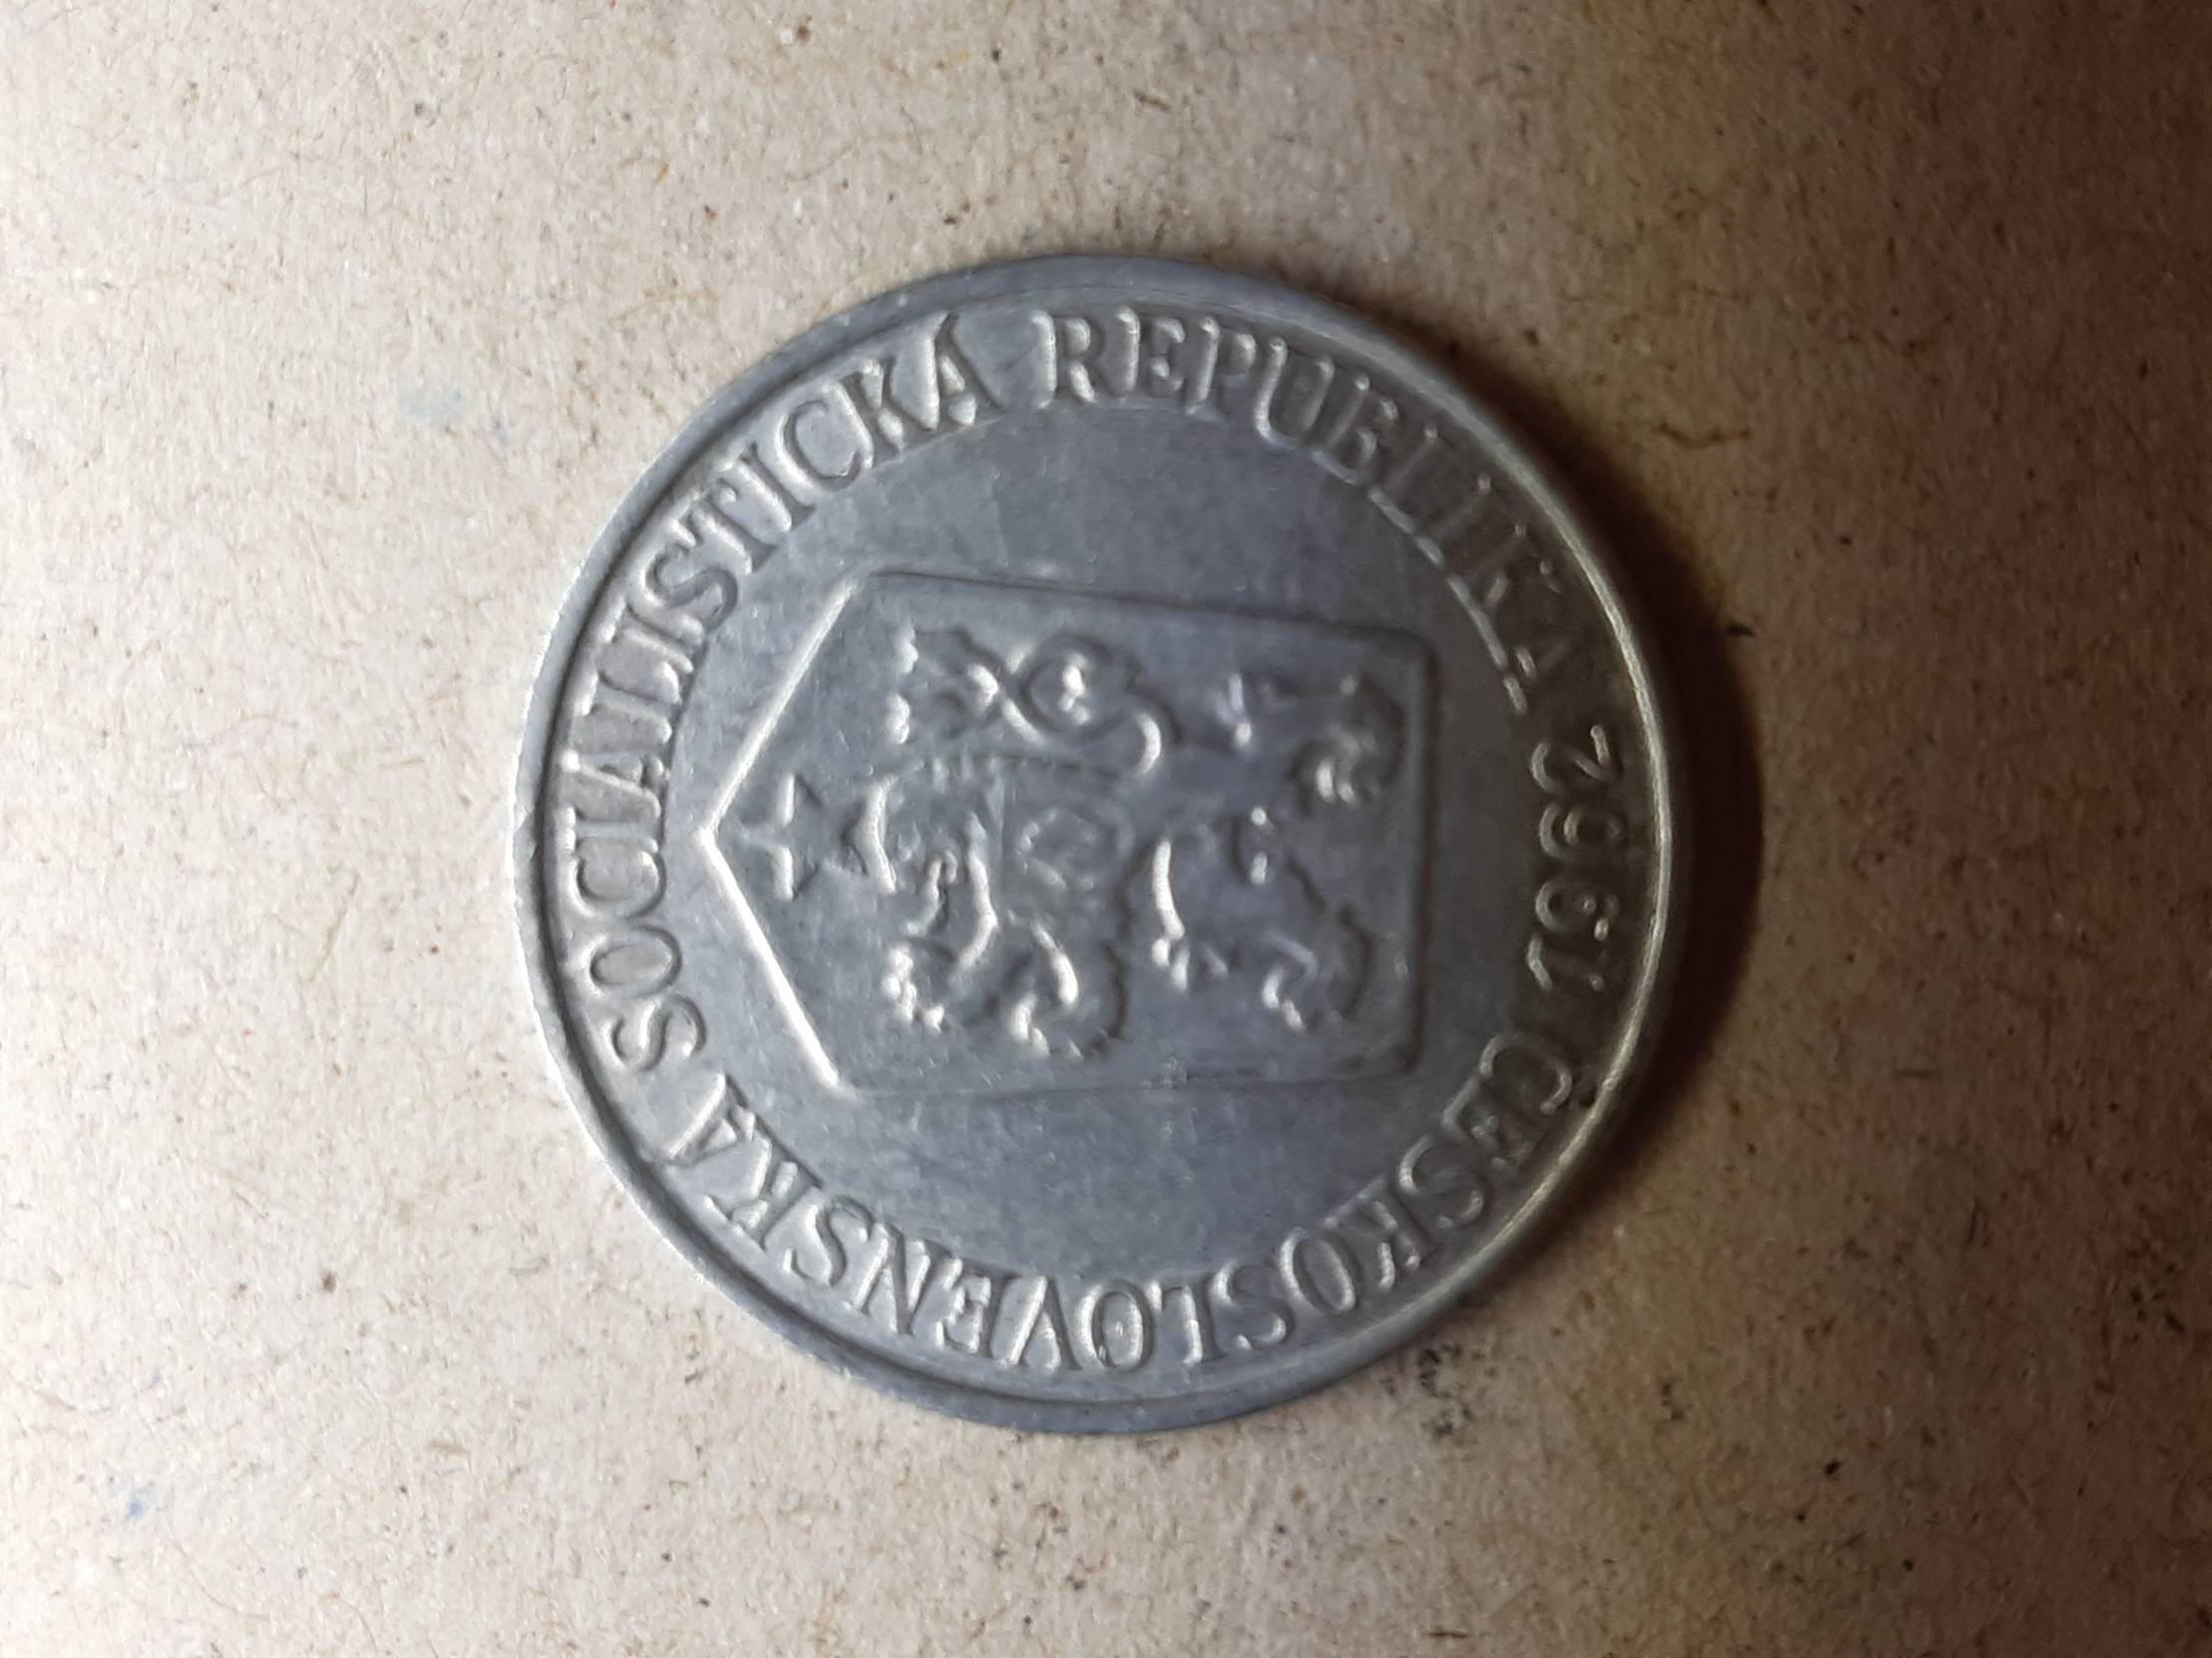 ČESKOSLOVENSKÁ SOCIALISTICKÁ REPUBLIKA
1962